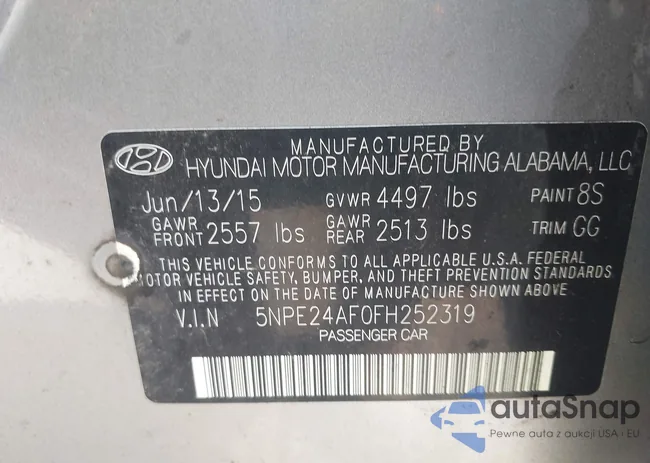 MANUFACTURED BY
HYUNDAI MOTOR MANUFACTURING ALABAMA, LLC
Jun/13/15 GVWR 4497 lbs PAINT 8S
GAWR FRONT 2557 lbs GAWR REAR 2513 lbs TRIM GG
THIS VEHICLE CONFORMS TO ALL APPLICABLE U.S.A. FEDERAL
MOTOR VEHICLE SAFETY, BUMPER, AND THEFT PREVENTION STANDARDS
IN EFFECT ON THE DATE OF MANUFACTURE SHOWN ABOVE
V.I.N 5NPE24AF0FH252319
PASSENGER CAR
autaSnap
Pewne auta z aukcji USA i EU